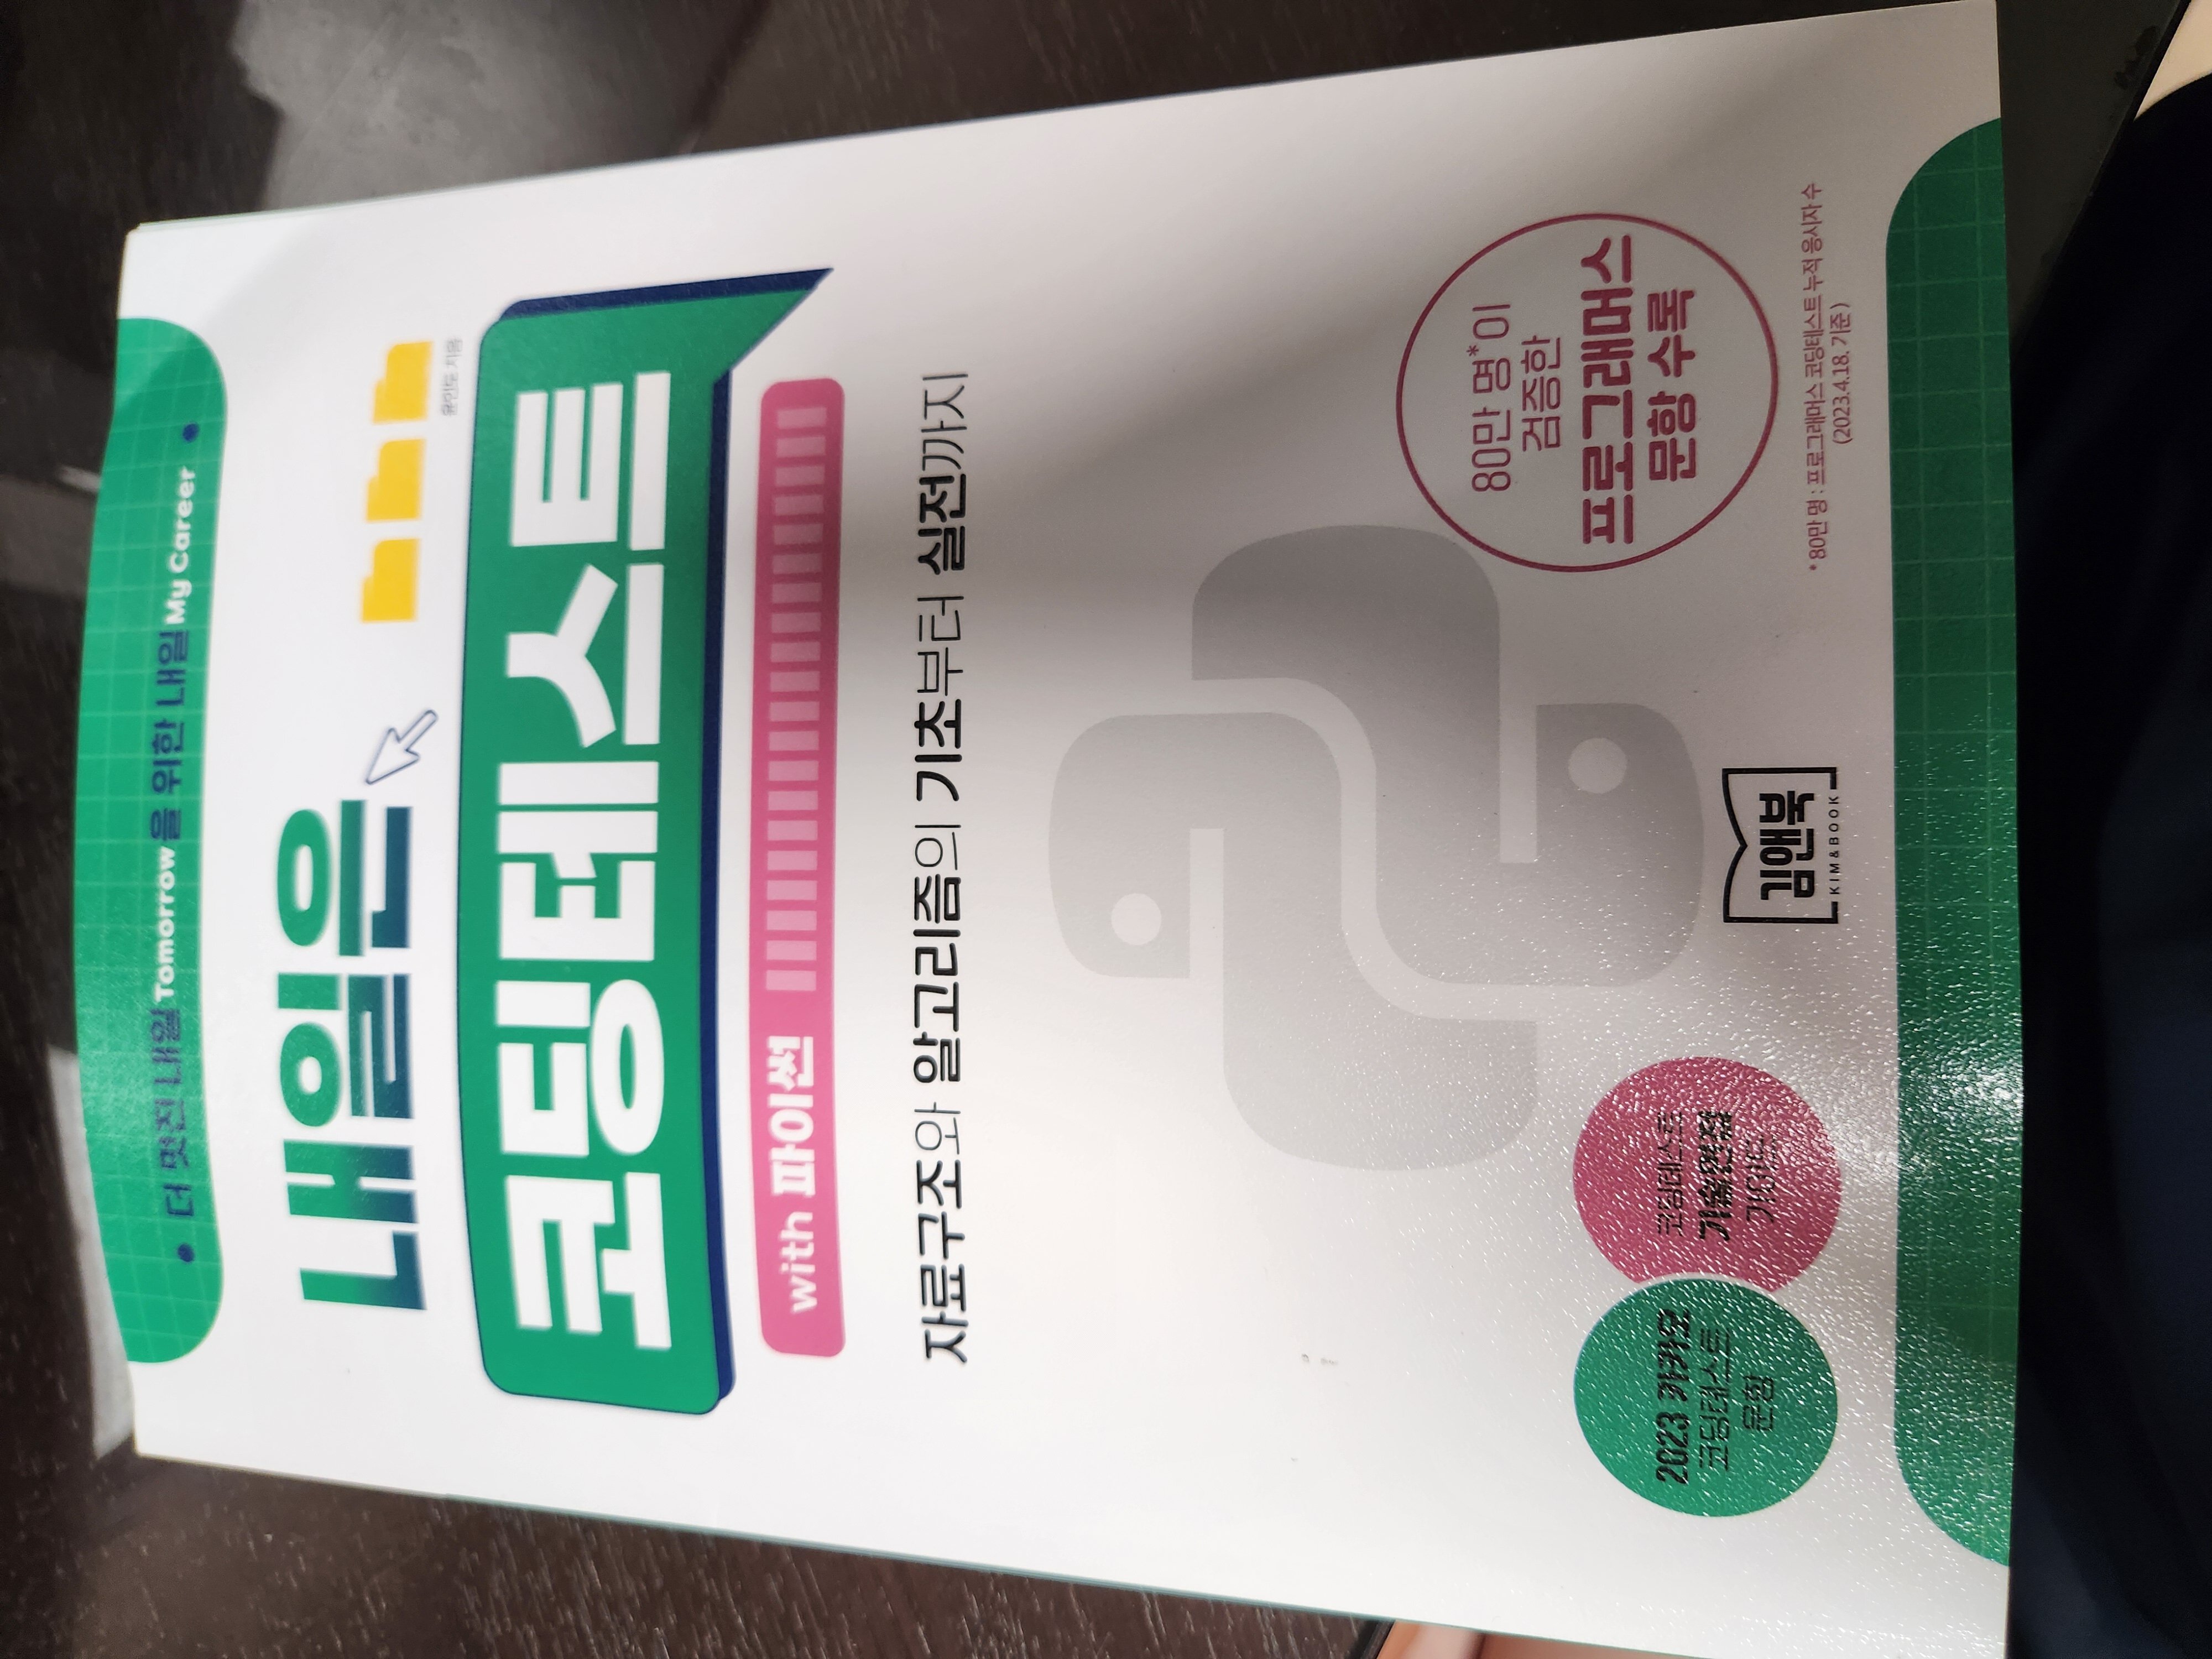 더 멋진 내일 Tomorrow 을 위한 내일 My Career
내일은
윤인도 지음
코딩테스트
with 파이썬
자료구조와 알고리즘의 기초부터 실전까지
80만 명*이
검증한
프로그래머스
문항 수록
* 80만 명 : 프로그래머스 코딩테스트 누적 응시자 수
(2023.4.18. 기준)
2023 카카오
코딩테스트
문항
코딩테스트
기술면접
가이드
김앤북
KIM&BOOK